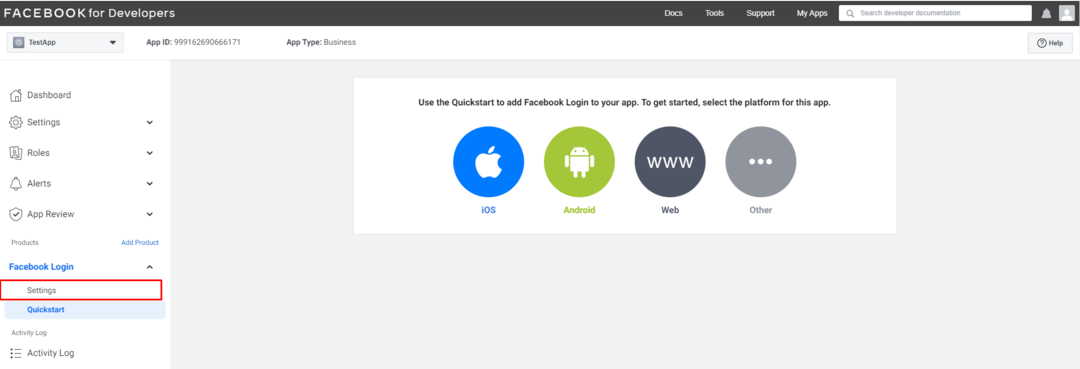 FACEBOOK for Developers
Docs Tools Support My Apps Search developer documentation
TestApp App ID: 999162690666171 App Type: Business Help
Dashboard
Settings
Roles
Alerts
App Review
Products Add Product
Facebook Login
Settings
Quickstart
Activity Log
Activity Log
Use the Quickstart to add Facebook Login to your app. To get started, select the platform for this app.
www
iOS Android Web Other